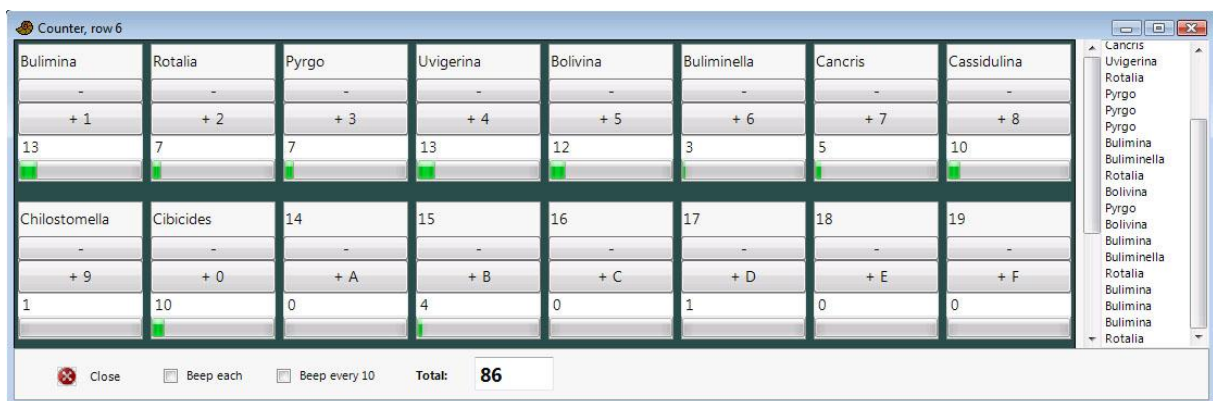 Counter, row 6
Bulimina Rotalia Pyrgo Uvigerina Bolivina Buliminella Cancris Cassidulina
- - - - - - - -
+ 1 + 2 + 3 + 4 + 5 + 6 + 7 + 8
13 7 7 13 12 3 5 10
Chilostomella Cibicides 14 15 16 17 18 19
- - - - - - - -
+ 9 + 0 + A + B + C + D + E + F
1 10 0 4 0 1 0 0
Cancris
Uvigerina
Rotalia
Pyrgo
Pyrgo
Pyrgo
Bulimina
Buliminella
Rotalia
Bolivina
Pyrgo
Bolivina
Bulimina
Buliminella
Rotalia
Bulimina
Bulimina
Bulimina
Rotalia
Close Beep each Beep every 10 Total: 86